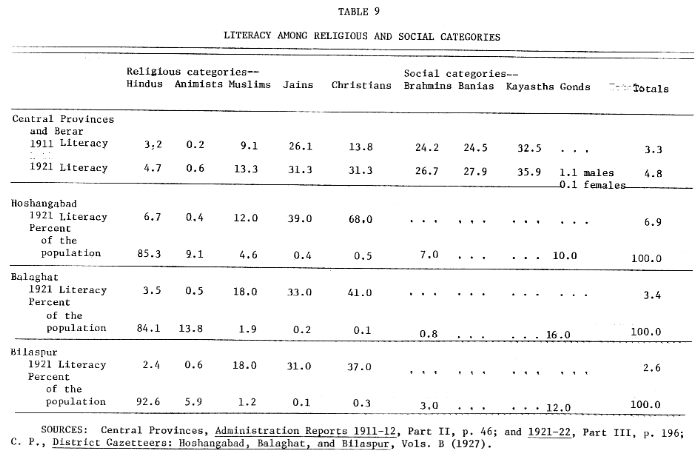 TABLE 9
LITERACY AMONG RELIGIOUS AND SOCIAL CATEGORIES
Religious categories-- Social categories--
Hindus Animists Muslims Jains Christians Brahmins Banias Kayasths Gonds Totals
Central Provinces
and Berar
1911 Literacy 3.2 0.2 9.1 26.1 13.8 24.2 24.5 32.5 . . . 3.3
1921 Literacy 4.7 0.6 13.3 31.3 31.3 26.7 27.9 35.9 1.1 males 4.8
0.1 females
Hoshangabad
1921 Literacy 6.7 0.4 12.0 39.0 68.0 . . . . . . . . . . . . 6.9
Percent
of the
population 85.3 9.1 4.6 0.4 0.5 7.0 . . . . . . 10.0 100.0
Balaghat
1921 Literacy 3.5 0.5 18.0 33.0 41.0 . . . . . . . . . . . . 3.4
Percent
of the
population 84.1 13.8 1.9 0.2 0.1 0.8 . . . . . . 16.0 100.0
Bilaspur
1921 Literacy 2.4 0.6 18.0 31.0 37.0 . . . . . . . . . . . . 2.6
Percent
of the
population 92.6 5.9 1.2 0.1 0.3 3.0 . . . . . . 12.0 100.0
SOURCES: Central Provinces, Administration Reports 1911-12, Part II, p. 46; and 1921-22, Part III, p. 196;
C. P., District Gazetteers: Hoshangabad, Balaghat, and Bilaspur, Vols. B (1927).